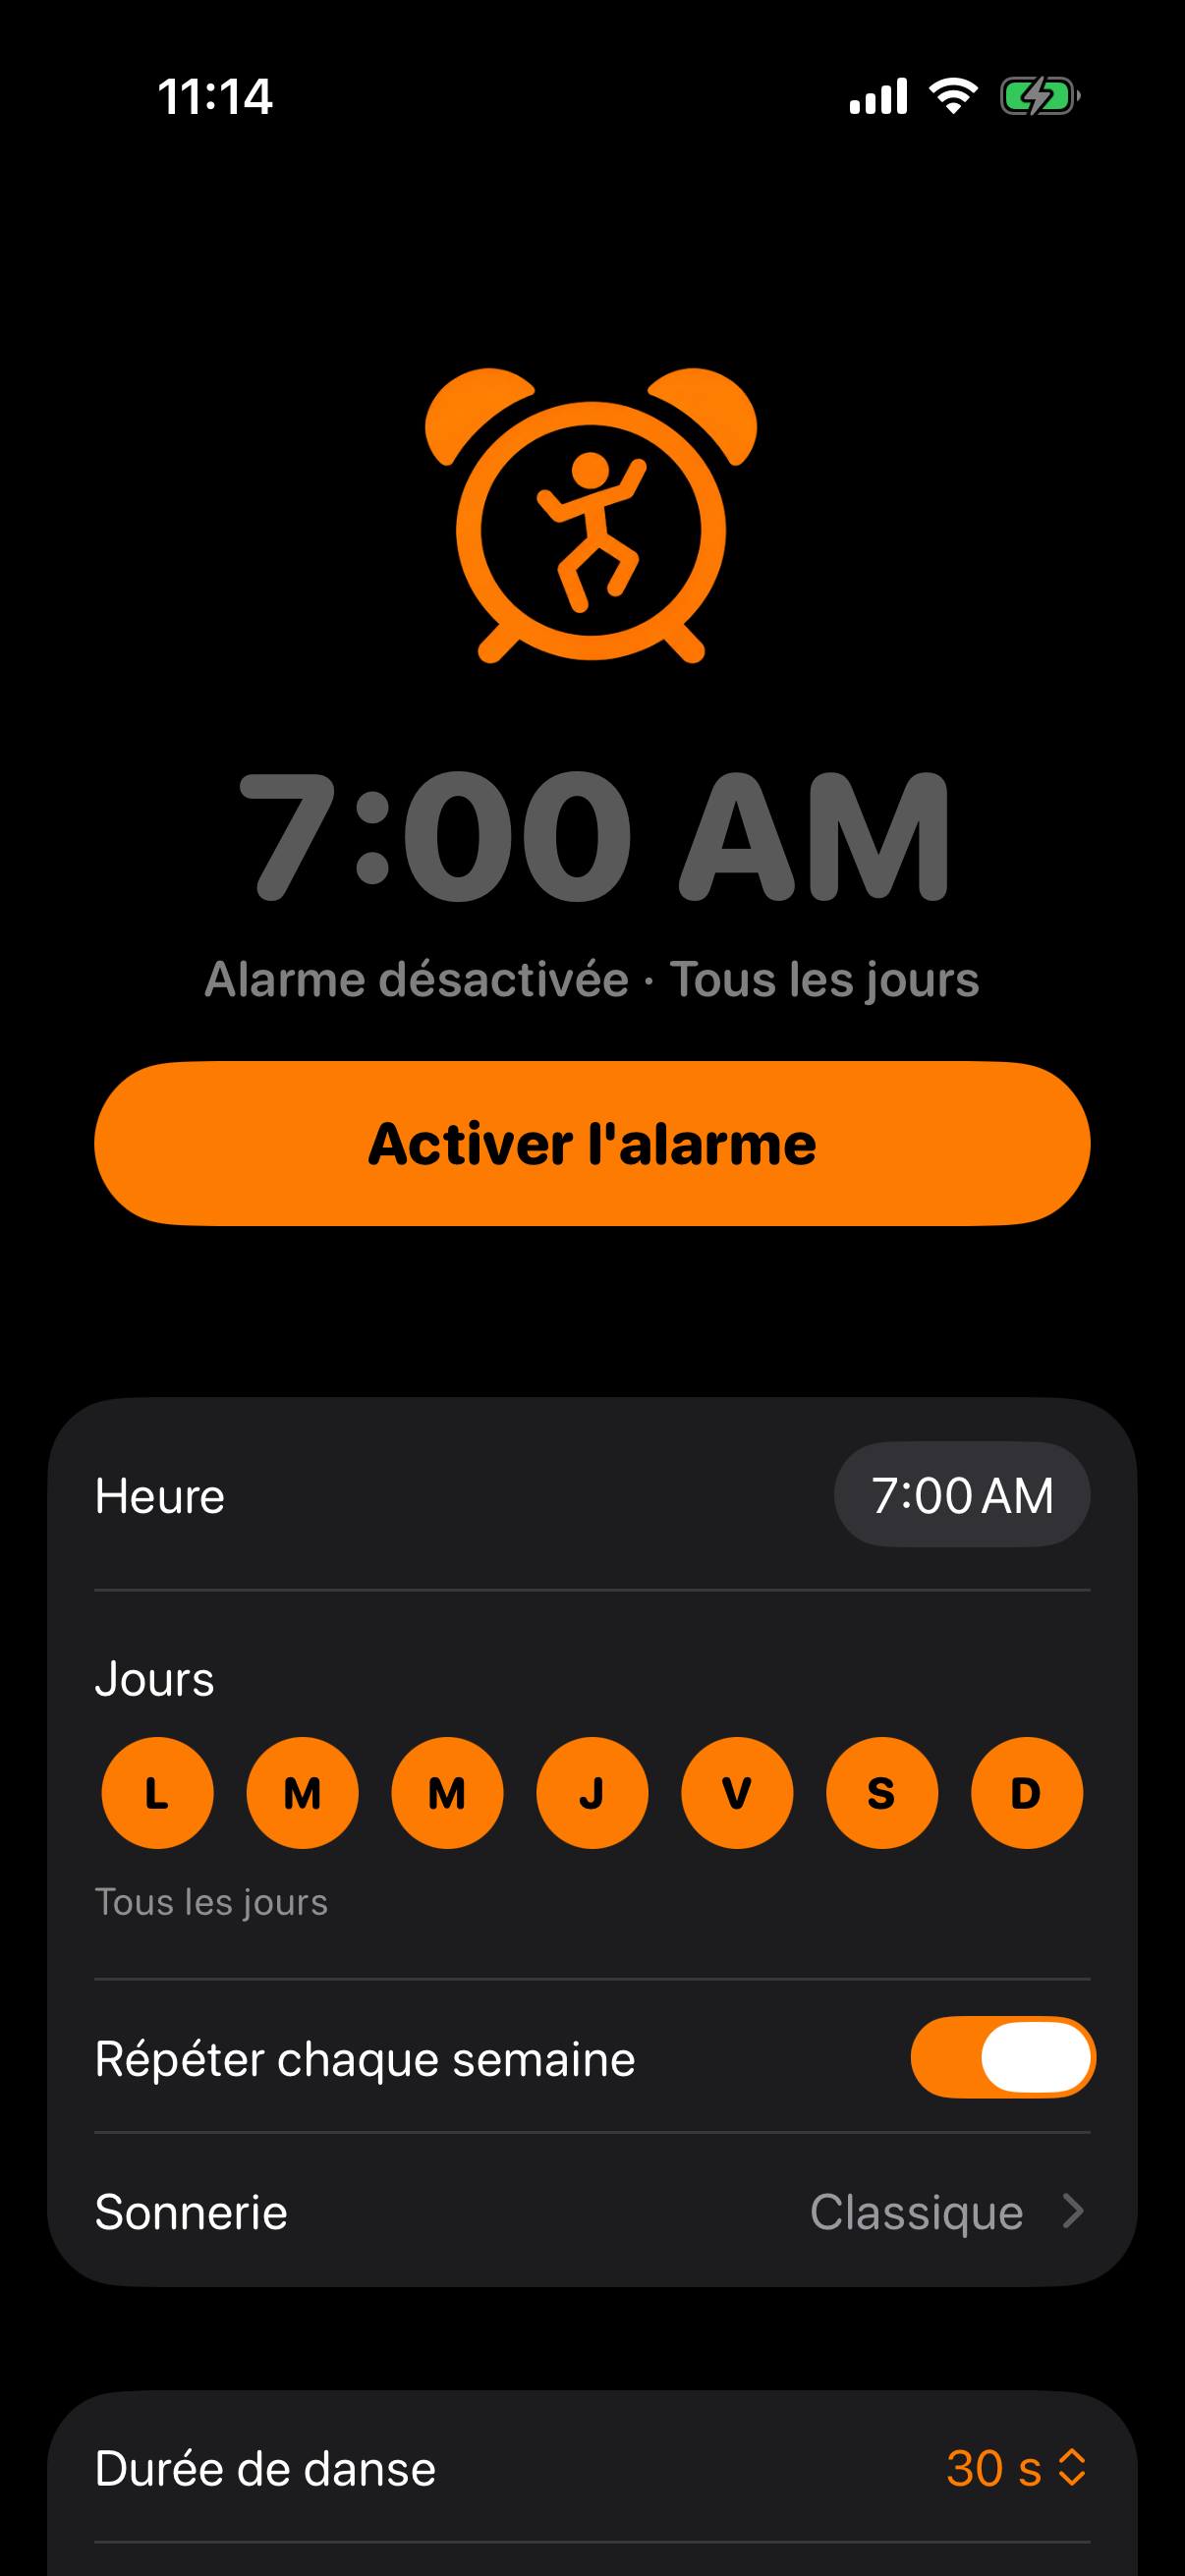 11:14
7:00 AM
Alarme désactivée · Tous les jours
Activer l'alarme
Heure 7:00 AM
Jours
L M M J V S D
Tous les jours
Répéter chaque semaine
Sonnerie Classique
Durée de danse 30 s